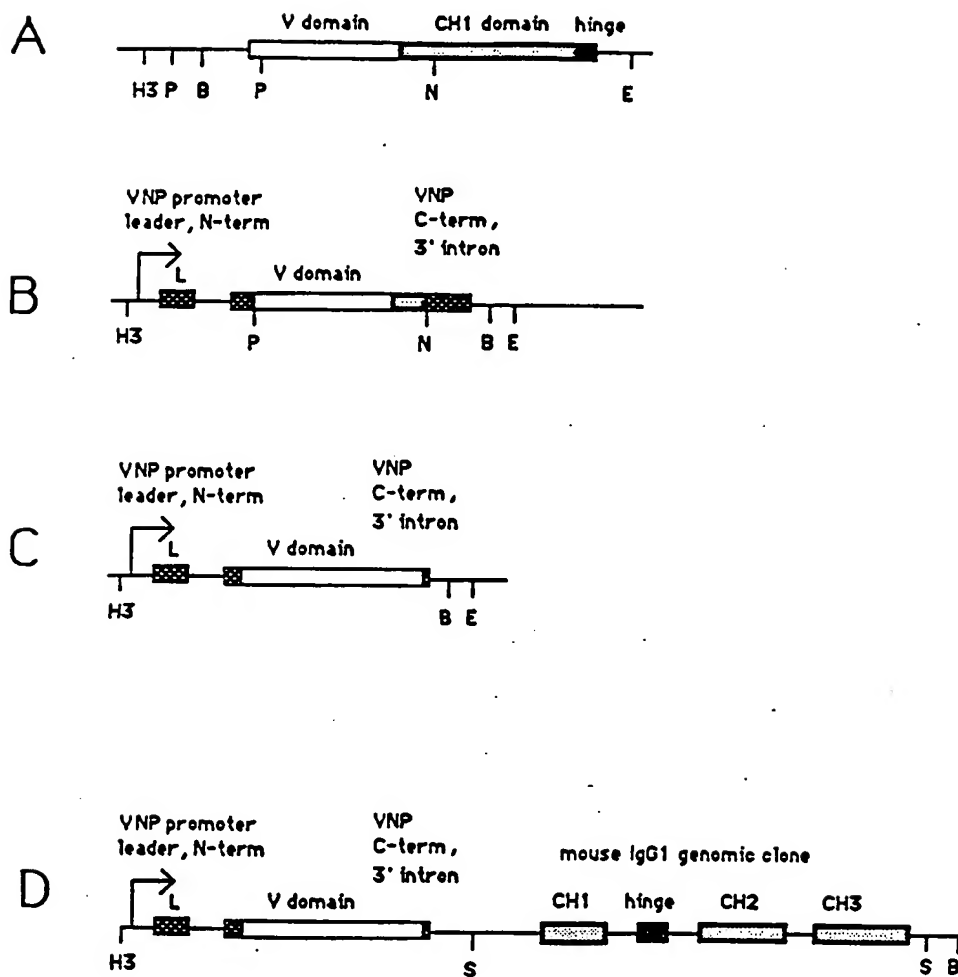 A
V domain
CH1 domain
hinge
H3 P B P N E
VNP promoter
leader, N-term
VNP
C-term,
3' intron
B
L
V domain
H3 P N B E
VNP promoter
leader, N-term
VNP
C-term,
3' intron
C
L
V domain
H3 B E
VNP promoter
leader, N-term
VNP
C-term,
3' intron
mouse IgG1 genomic clone
D
L
V domain
CH1
hinge
CH2
CH3
H3 S S B